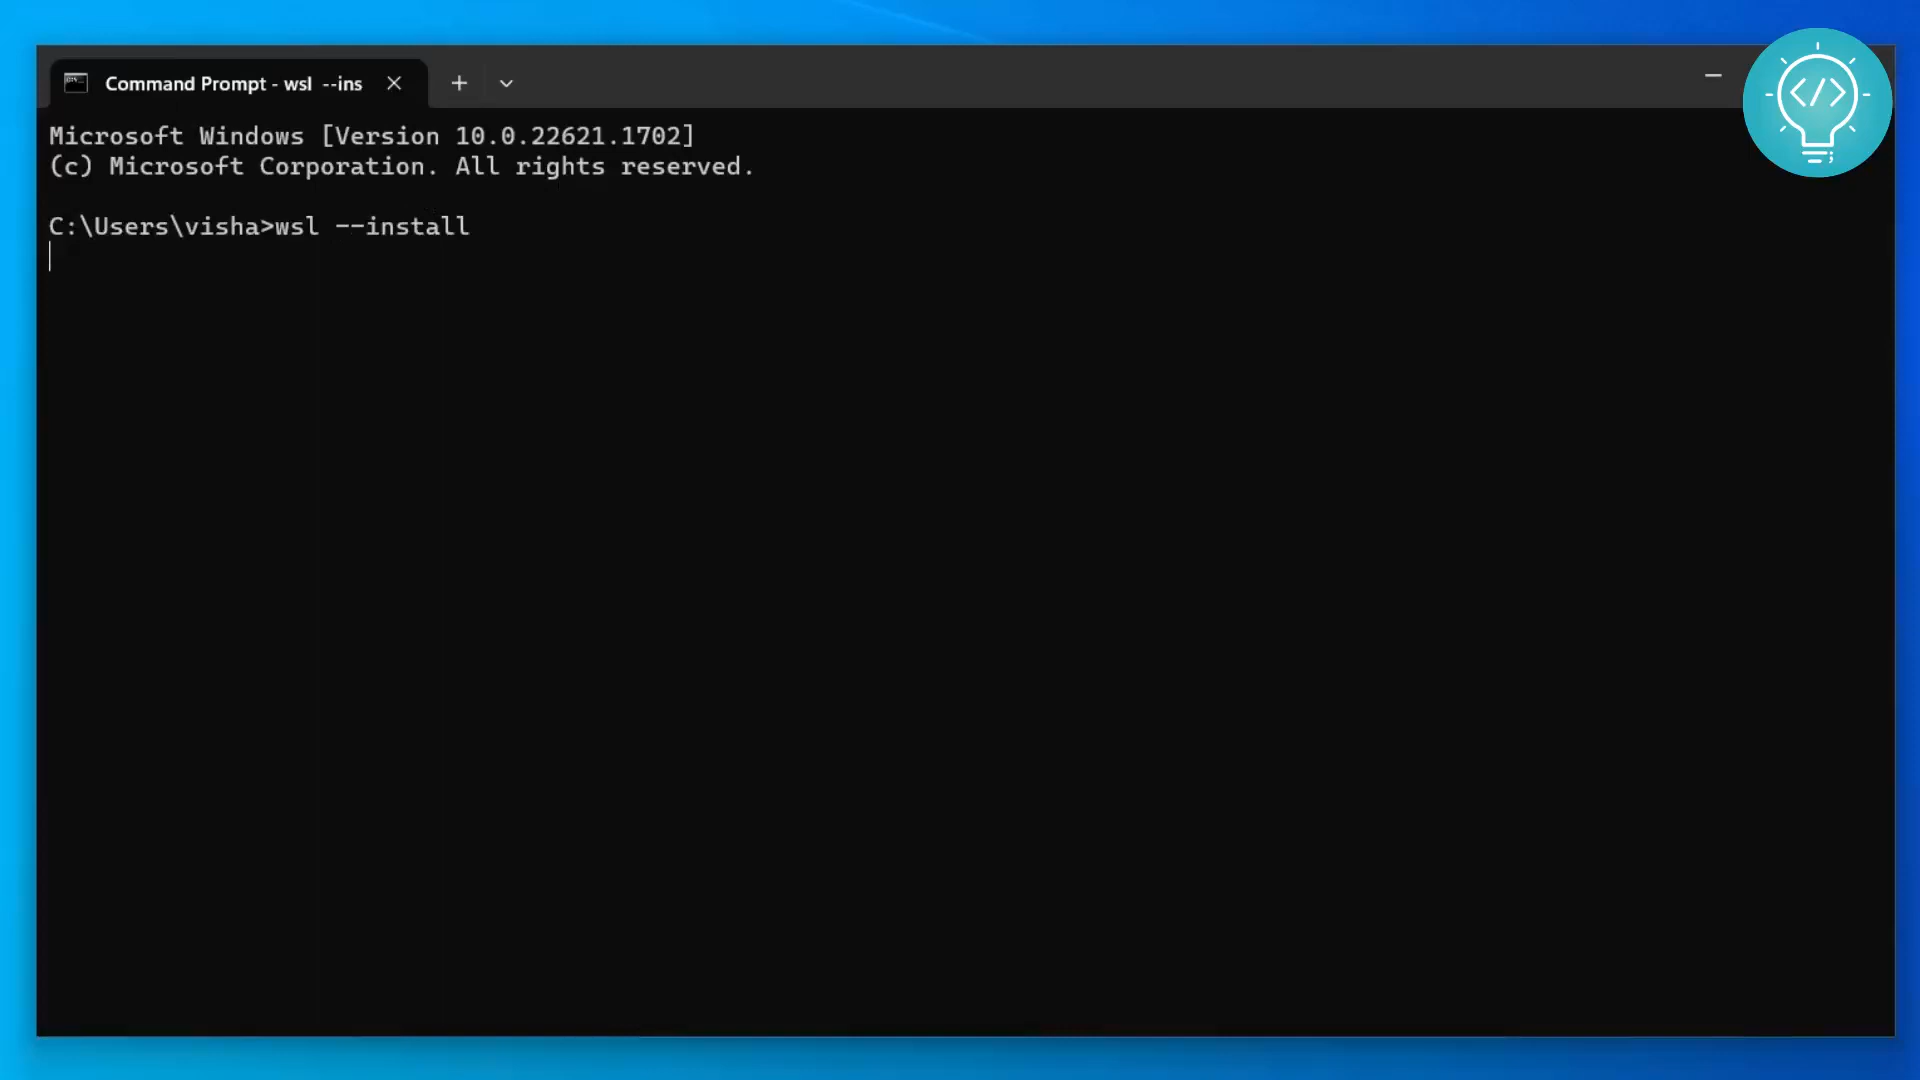 Command Prompt - wsl --ins
Microsoft Windows [Version 10.0.22621.1702]
(c) Microsoft Corporation. All rights reserved.
C:\Users\visha>wsl --install